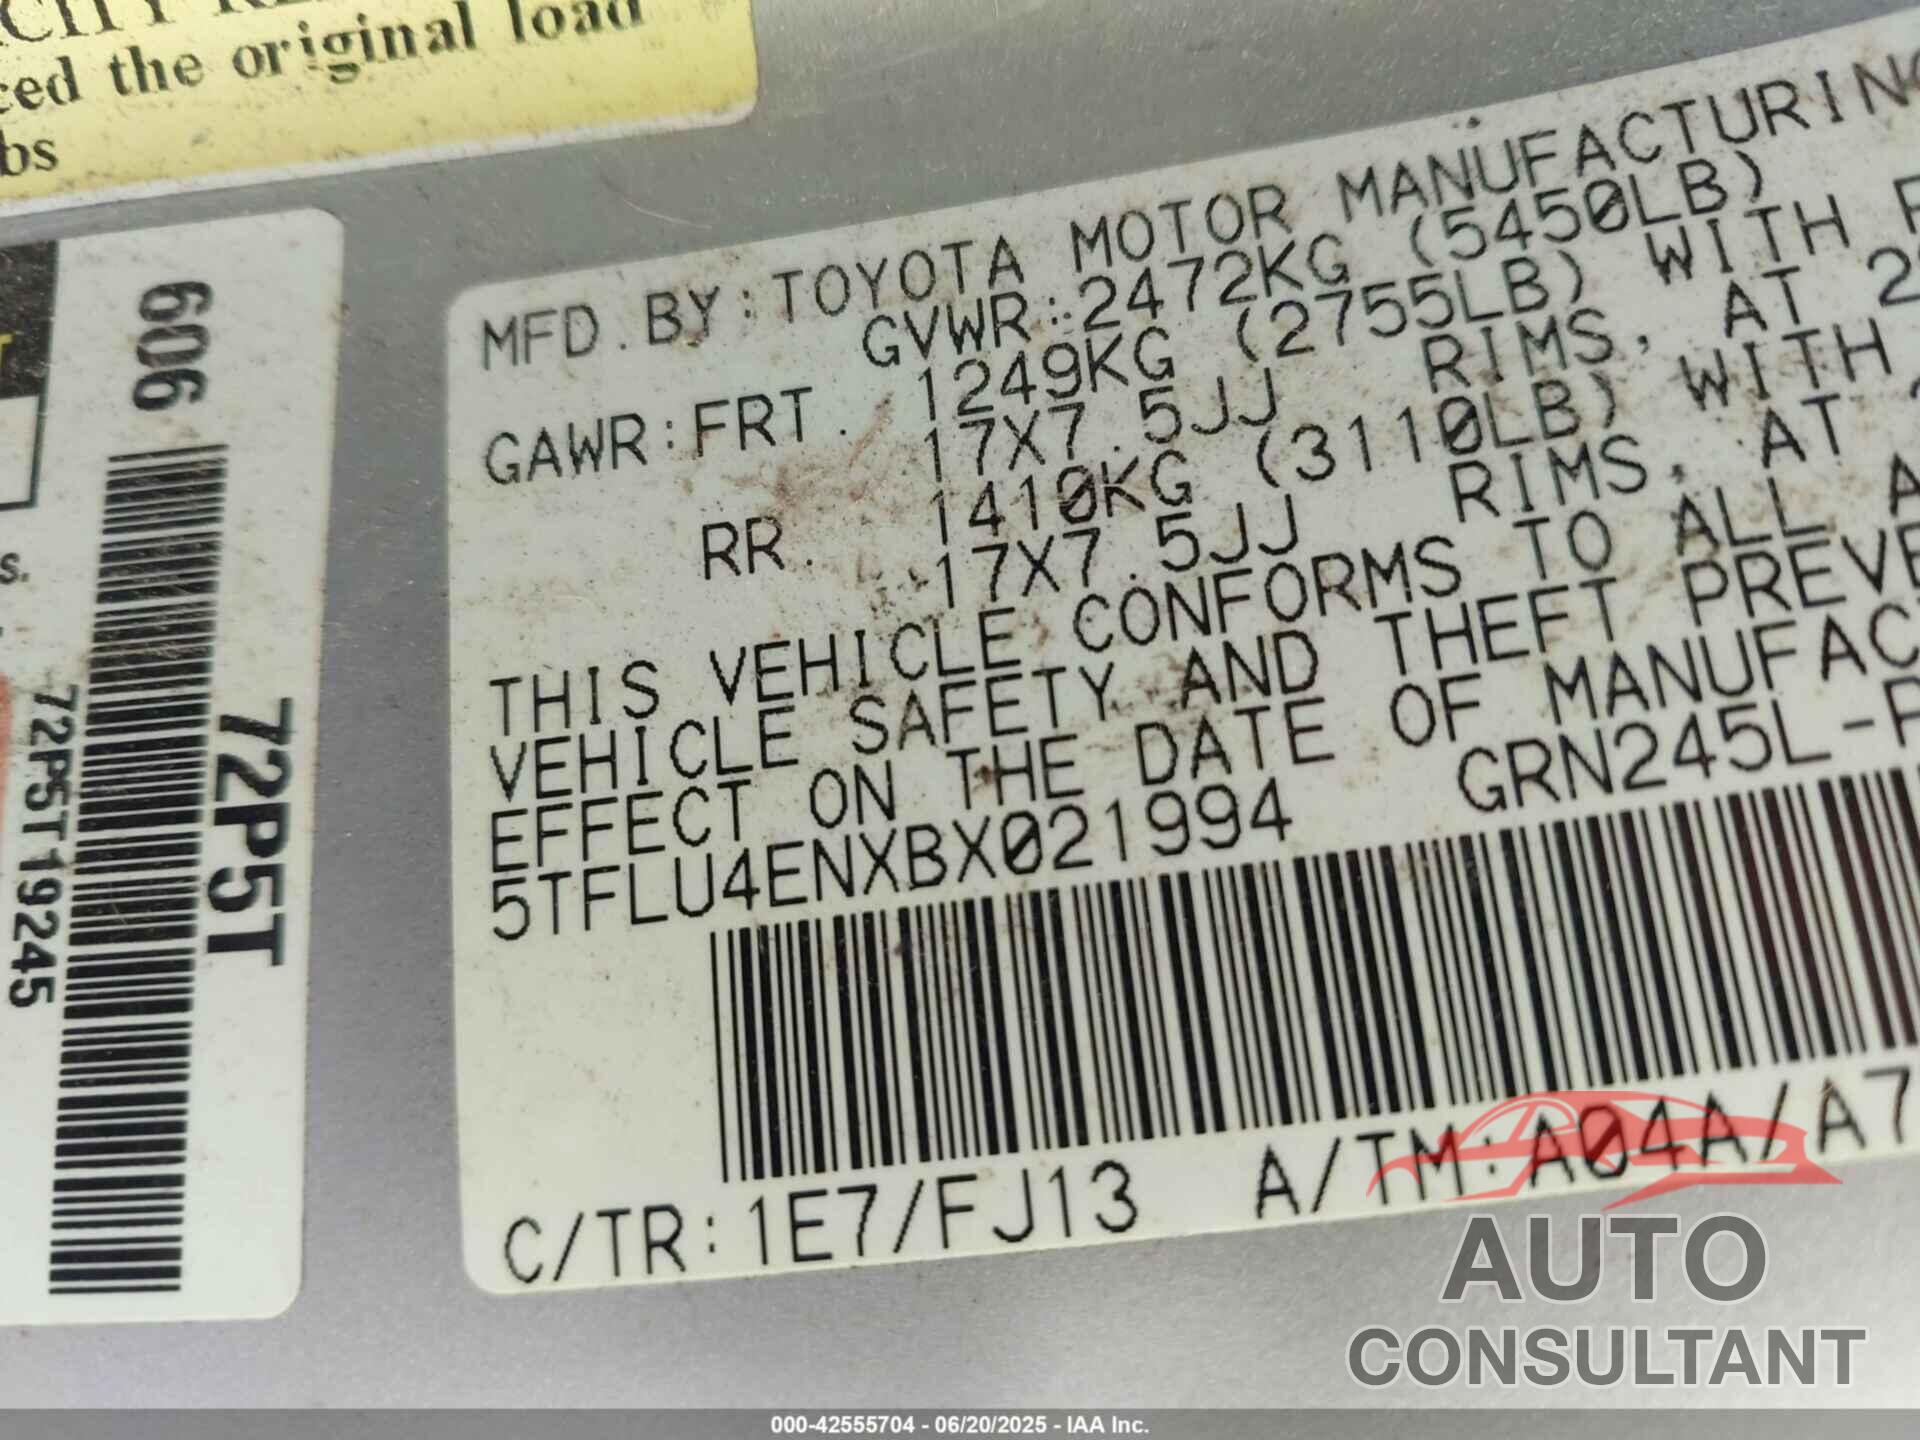 the original load
bs
606
s.
72P5T19245
72P5T
MFD.BY:TOYOTA MOTOR MANUFACTURING
GVWR:2472KG (5450LB)
GAWR:FRT. 1249KG (2755LB) WITH
17X7.5JJ RIMS, AT
RR. 1410KG (3110LB) WITH
17X7.5JJ RIMS, AT
THIS VEHICLE CONFORMS TO ALL
VEHICLE SAFETY AND THEFT
EFFECT ON THE DATE OF
5TFLU4ENXBX021994 GRN245L-
C/TR:1E7/FJ13 A/TM:A04A/A7
AUTO
CONSULTANT
000-42555704 - 06/20/2025 - IAA Inc.